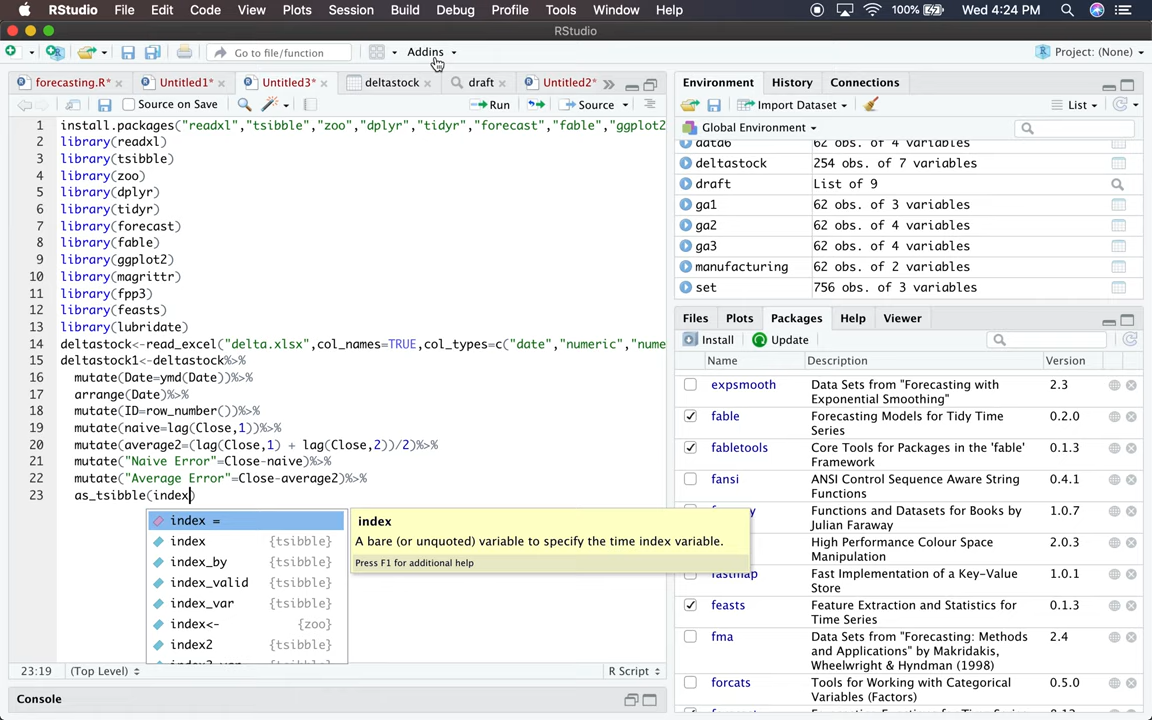 RStudio File Edit Code View Plots Session Build Debug Profile Tools Window Help 100% Wed 4:24 PM
RStudio
Go to file/function Addins Project: (None)
forecasting.R* Untitled1* Untitled3* deltastock draft Untitled2*
Source on Save Run Source
1 install.packages("readxl","tsibble","zoo","dplyr","tidyr","forecast","fable","ggplot2
2 library(readxl)
3 library(tsibble)
4 library(zoo)
5 library(dplyr)
6 library(tidyr)
7 library(forecast)
8 library(fable)
9 library(ggplot2)
10 library(magrittr)
11 library(fpp3)
12 library(feasts)
13 library(lubridate)
14 deltastock<-read_excel("delta.xlsx",col_names=TRUE,col_types=c("date","numeric","nume
15 deltastock1<-deltastock%>%
16 mutate(Date=ymd(Date))%>%
17 arrange(Date)%>%
18 mutate(ID=row_number())%>%
19 mutate(naive=lag(Close,1))%>%
20 mutate(average2=(lag(Close,1) + lag(Close,2))/2)%>%
21 mutate("Naive Error"=Close-naive)%>%
22 mutate("Average Error"=Close-average2)%>%
23 as_tsibble(index)
index =
index {tsibble}
index_by {tsibble}
index_valid {tsibble}
index_var {tsibble}
index<- {zoo}
index2 {tsibble}
index
A bare (or unquoted) variable to specify the time index variable.
Press F1 for additional help
23:19 (Top Level) R Script
Console
Environment History Connections
Import Dataset List
Global Environment
data6 62 obs. of 4 variables
deltastock 254 obs. of 7 variables
draft List of 9
ga1 62 obs. of 3 variables
ga2 62 obs. of 4 variables
ga3 62 obs. of 4 variables
manufacturing 62 obs. of 2 variables
set 756 obs. of 3 variables
Files Plots Packages Help Viewer
Install Update
Name Description Version
expsmooth Data Sets from "Forecasting with 2.3
Exponential Smoothing"
fable Forecasting Models for Tidy Time 0.2.0
Series
fabletools Core Tools for Packages in the 'fable' 0.1.3
Framework
fansi ANSI Control Sequence Aware String 0.4.1
Functions
Functions and Datasets for Books by 1.0.7
Julian Faraway
High Performance Colour Space 2.0.3
Manipulation
fastmap Fast Implementation of a Key-Value 1.0.1
Store
feasts Feature Extraction and Statistics for 0.1.3
Time Series
fma Data Sets from "Forecasting: Methods 2.4
and Applications" by Makridakis,
Wheelwright & Hyndman (1998)
forcats Tools for Working with Categorical 0.5.0
Variables (Factors)